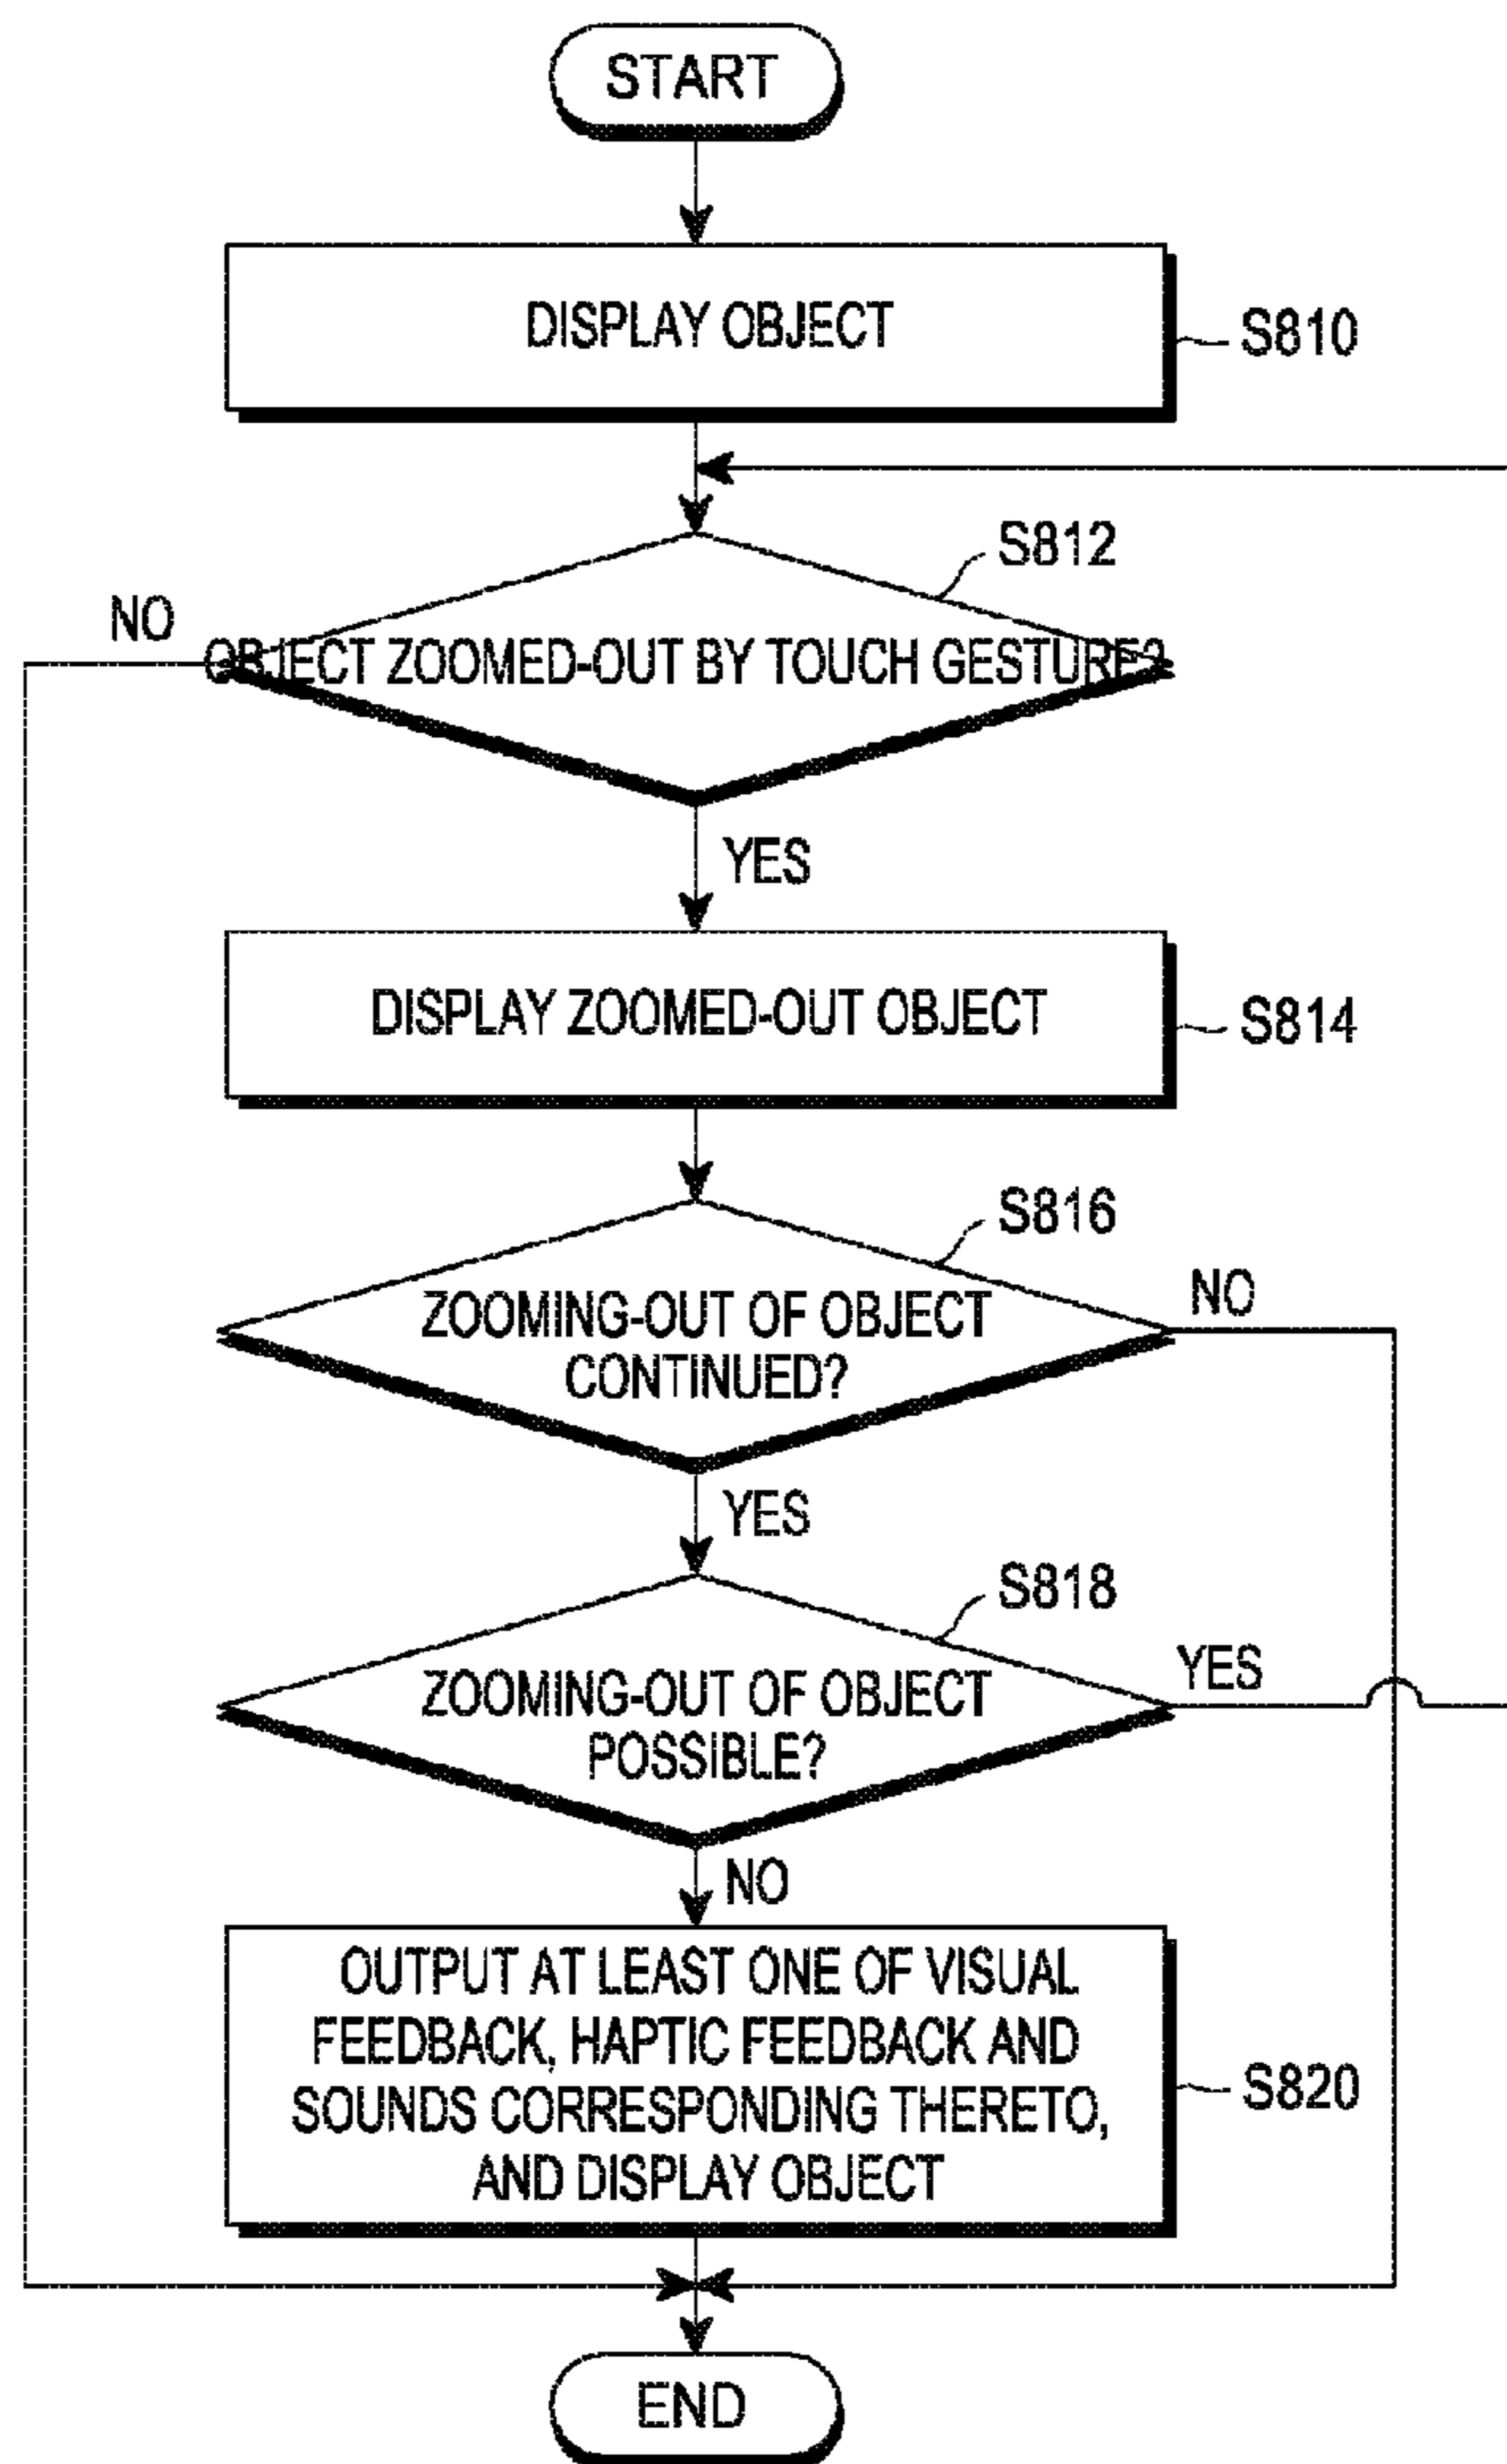 START
DISPLAY OBJECT
S810
S812
NO
OBJECT ZOOMED-OUT BY TOUCH GESTURE?
YES
DISPLAY ZOOMED-OUT OBJECT
S814
S816
NO
ZOOMING-OUT OF OBJECT
CONTINUED?
YES
S818
YES
ZOOMING-OUT OF OBJECT
POSSIBLE?
NO
OUTPUT AT LEAST ONE OF VISUAL
FEEDBACK, HAPTIC FEEDBACK AND
SOUNDS CORRESPONDING THERETO,
AND DISPLAY OBJECT
S820
END